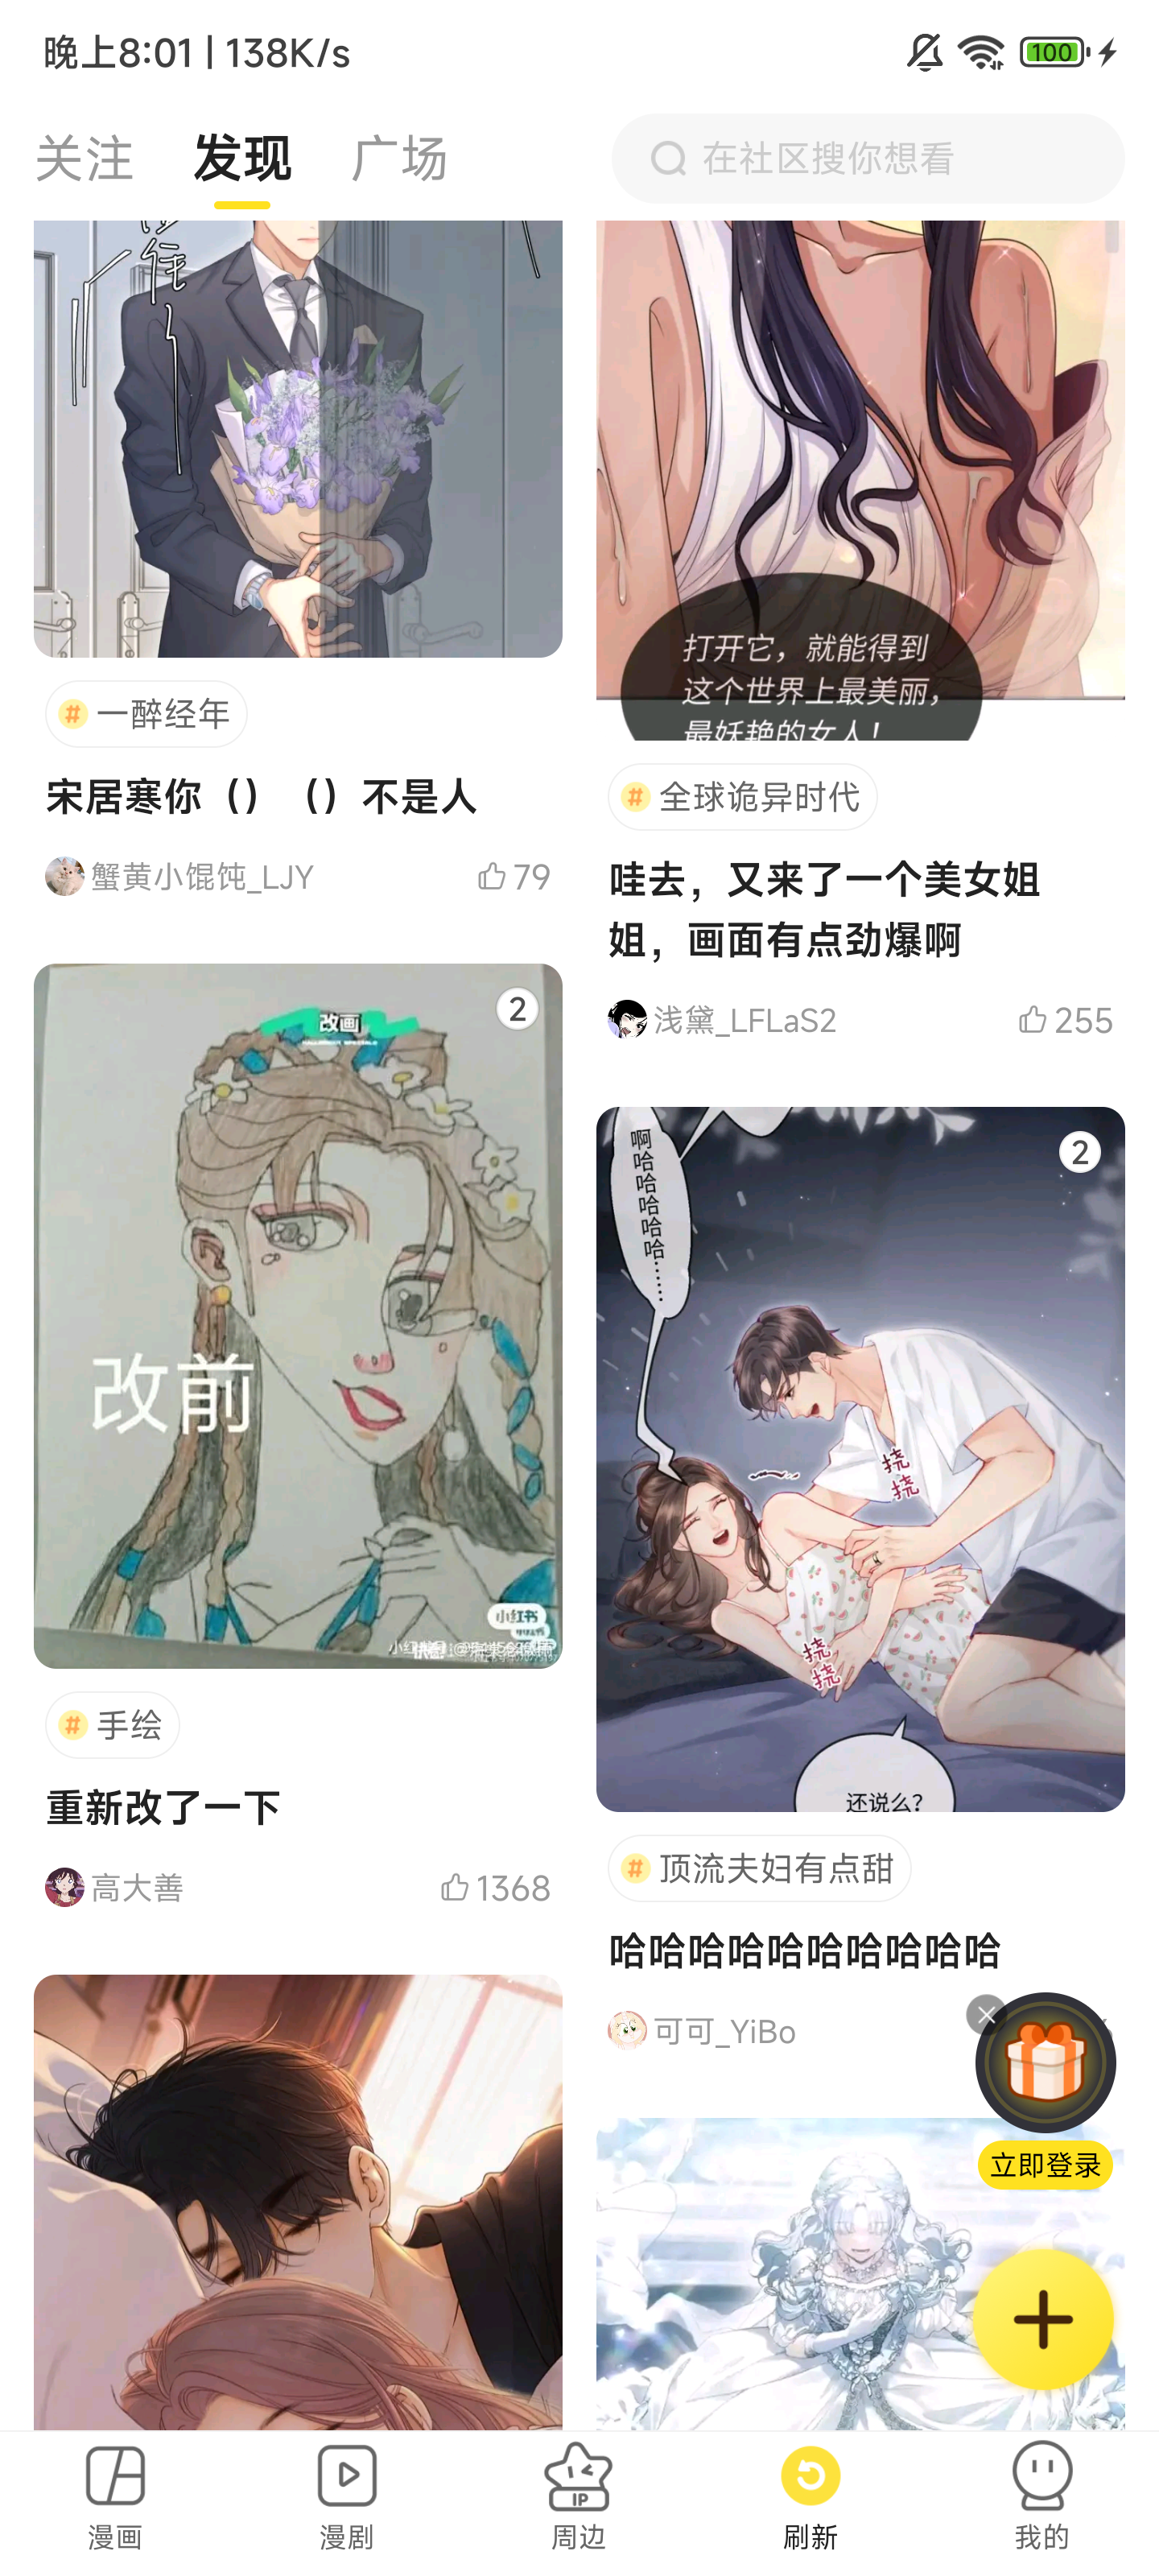 晚上8:01 | 138K/s
100
关注 发现 广场
在社区搜你想看
# 一醉经年
宋居寒你（）（）不是人
蟹黄小馄饨_LJY
79
打开它，就能得到
这个世界上最美丽，
最妖艳的女人！
# 全球诡异时代
哇去，又来了一个美女姐
姐，画面有点劲爆啊
浅黛_LFLaS2
255
2
改画
改前
小红书
# 手绘
重新改了一下
高大善
1368
2
啊哈哈哈哈哈……
挠
挠
挠
挠
还说么？
# 顶流夫妇有点甜
哈哈哈哈哈哈哈哈哈哈
可可_YiBo
立即登录
漫画
漫剧
IP
周边
刷新
我的